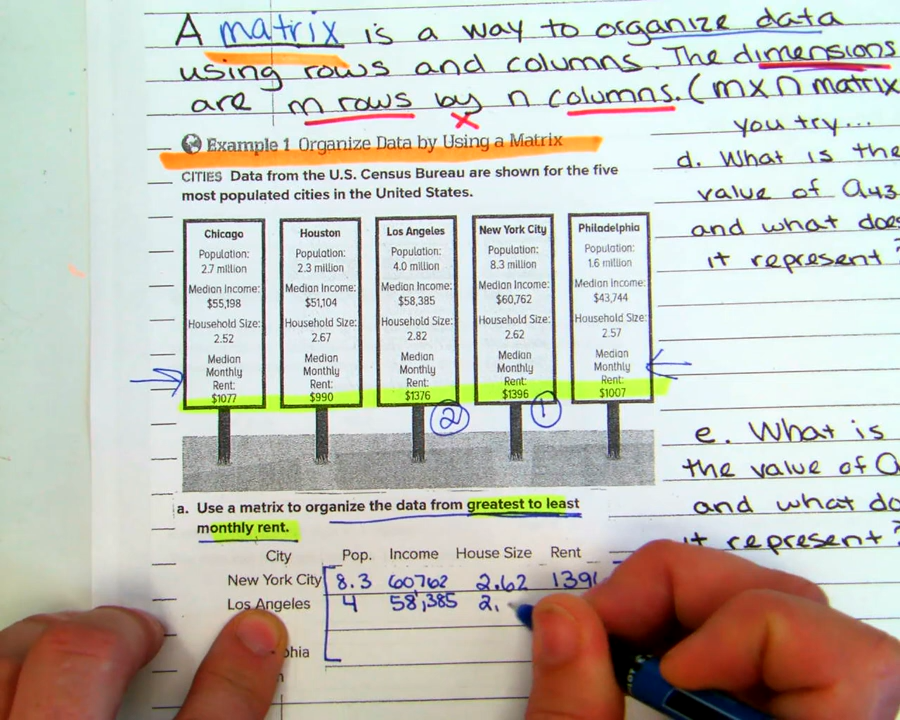 A matrix is a way to organize data
using rows and columns. The dimensions
are m rows by n columns. (mxn matrix
x
you try...
Example 1 Organize Data by Using a Matrix
d. What is the
CITIES Data from the U.S. Census Bureau are shown for the five
most populated cities in the United States.
value of a43
and what does
it represent?
Chicago Houston Los Angeles New York City Philadelphia
Population: Population: Population: Population: Population:
2.7 million 2.3 million 4.0 million 8.3 million 1.6 million
Median Income: Median Income: Median Income: Median Income: Median Income:
$55,198 $51,104 $58,385 $60,762 $43,744
Household Size: Household Size: Household Size: Household Size: Household Size:
2.52 2.67 2.82 2.62 2.57
Median Median Median Median Median
Monthly Monthly Monthly Monthly Monthly
Rent: Rent: Rent: Rent: Rent:
$1077 $990 $1376 $1396 $1007
2 1
e. What is
the value of a
and what do
it represent?
a. Use a matrix to organize the data from greatest to least
monthly rent.
City Pop. Income House Size Rent
New York City 8.3 60762 2.62 139
Los Angeles 4 58,385 2.
phia
n